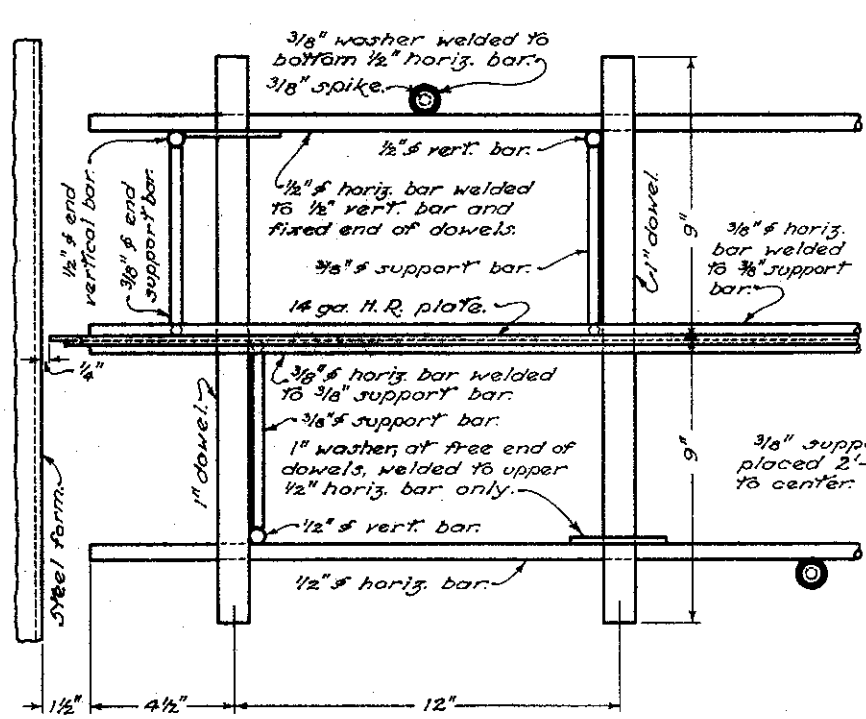 3/8" washer welded to
bottom 1/2" horiz. bar.
3/8" spike.
1/2" ϕ vert. bar.
1/2" ϕ end
vertical bar.
3/8" ϕ end
support bar.
1/2" ϕ horiz. bar welded
to 1/2" vert. bar and
fixed end of dowels.
3/8" ϕ support bar.
1" dowel.
9"
3/8" ϕ horiz.
bar welded
to 3/8" support
bar.
14 ga. H.R. plate.
1/4"
3/8" ϕ horiz. bar welded
to 3/8" support bar.
3/8" ϕ support bar.
1" dowel.
1" washer, at free end of
dowels, welded to upper
1/2" horiz. bar only.
9"
3/8"
placed 2'-
to center.
1/2" ϕ vert. bar.
1/2" ϕ horiz. bar.
Steel form.
1 1/2"
4 1/2"
12"